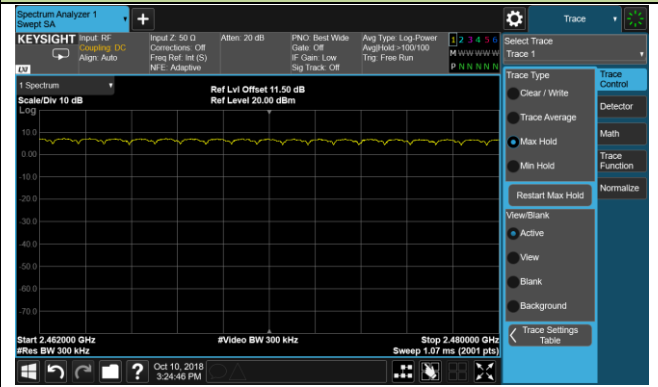 Spectrum Analyzer 1
Swept SA
Trace
KEYSIGHT
Input: RF
Coupling: DC
Align: Auto
Input Z: 50 Ω
Corrections: Off
Freq Ref: Int (S)
NFE: Adaptive
Atten: 20 dB
PNO: Best Wide
Gate: Off
IF Gain: Low
Sig Track: Off
Avg Type: Log-Power
Avg|Hold:>100/100
Trig: Free Run
1 2 3 4 5 6
M W W W W W
P N N N N N
Select Trace
Trace 1
LXI
1 Spectrum
Scale/Div 10 dB
Ref Lvl Offset 11.50 dB
Ref Level 20.00 dBm
Log
10.0
0.00
-10.0
-20.0
-30.0
-40.0
-50.0
-60.0
-70.0
Start 2.462000 GHz
#Res BW 300 kHz
#Video BW 300 kHz
Stop 2.480000 GHz
Sweep 1.07 ms (2001 pts)
Trace Type
Clear / Write
Trace Average
Max Hold
Min Hold
Restart Max Hold
View/Blank
Active
View
Blank
Background
Trace Settings
Table
Trace
Control
Detector
Math
Trace
Function
Normalize
?
Oct 10, 2018
3:24:46 PM